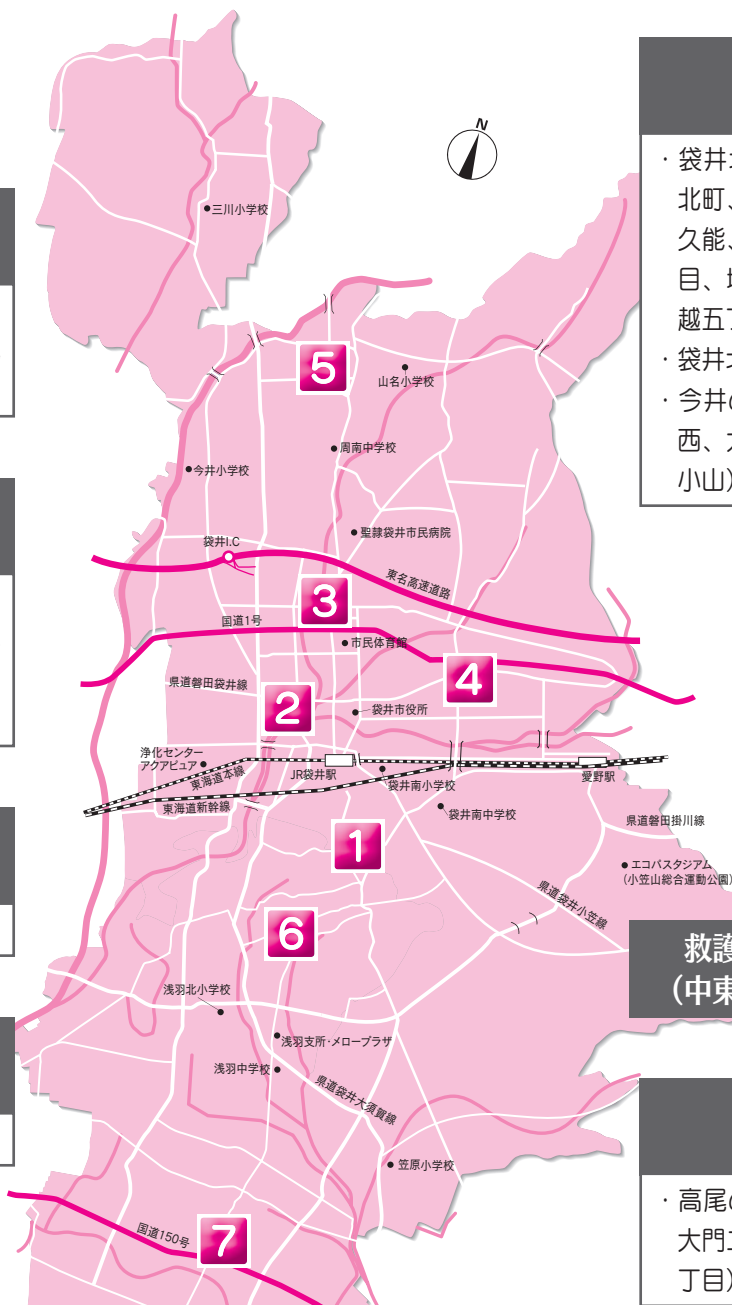 N
三川小学校
5
山名小学校
周南中学校
今井小学校
聖隷袋井市民病院
袋井I.C
東名高速道路
3
国道1号
市民体育館
4
県道磐田袋井線
2
袋井市役所
浄化センター
アクアピュア
東海道本線
JR袋井駅
袋井南小学校
愛野駅
東海道新幹線
袋井南中学校
県道磐田掛川線
1
エコパスタジアム
(小笠山総合運動公園)
県道袋井小笠線
6
浅羽北小学校
浅羽支所・メロープラザ
浅羽中学校
県道袋井大須賀線
笠原小学校
国道150号
7
・袋井
北町、
久能、
目、
越五
・袋井
・今井
西、
小山)
救護
(中東
・高尾の
大門
丁目)